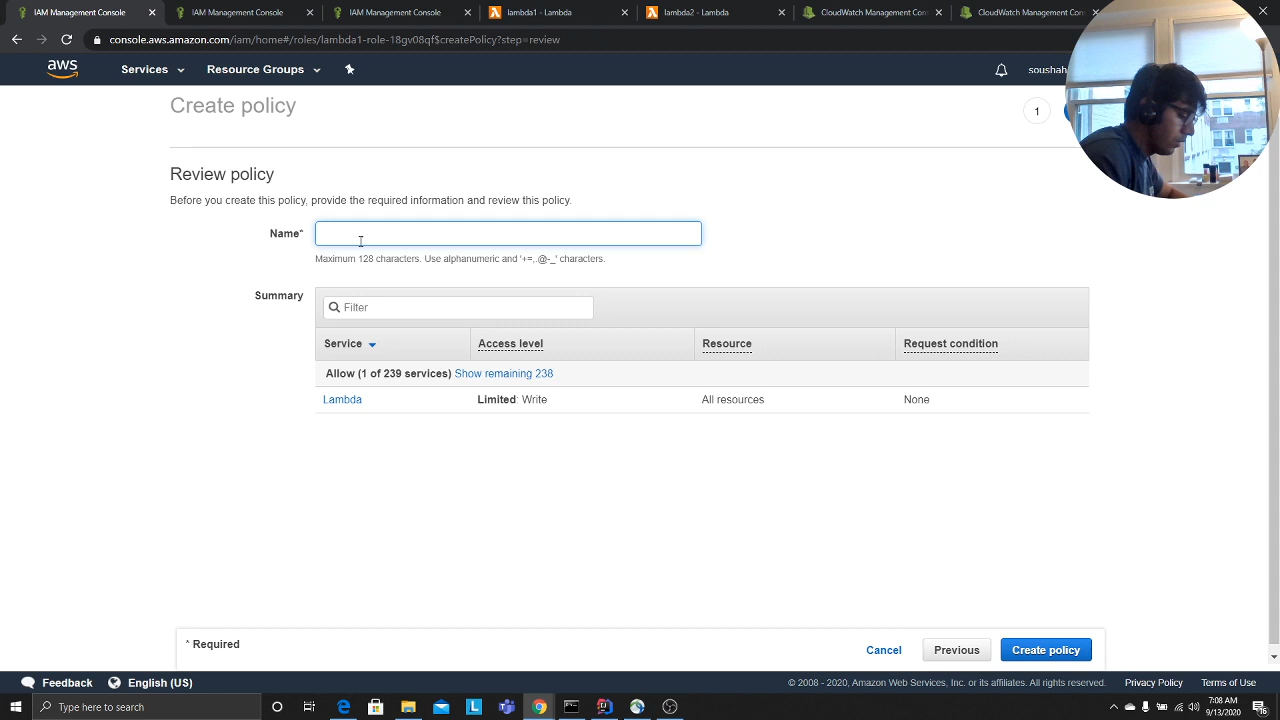 IAM Management Console
IAM Management Console
IAM Management Console
lambda1 - Lambda
lambda2 - Lambda
CloudWatch Management Con
CloudWatch Management Con
console.aws.amazon.com/iam/home#/roles/lambda1-role-18gv08qf$createPolicy?step=review
aws
Services
Resource Groups
soushah
Create policy
1
Review policy
Before you create this policy, provide the required information and review this policy.
Name*
Maximum 128 characters. Use alphanumeric and '+=,.@-_' characters.
Summary
Filter
Service
Access level
Resource
Request condition
Allow (1 of 239 services) Show remaining 238
Lambda
Limited: Write
All resources
None
* Required
Cancel
Previous
Create policy
Feedback
English (US)
© 2008 - 2020, Amazon Web Services, Inc. or its affiliates. All rights reserved.
Privacy Policy
Terms of Use
Type here to search
L
7:08 AM
9/13/2020
16